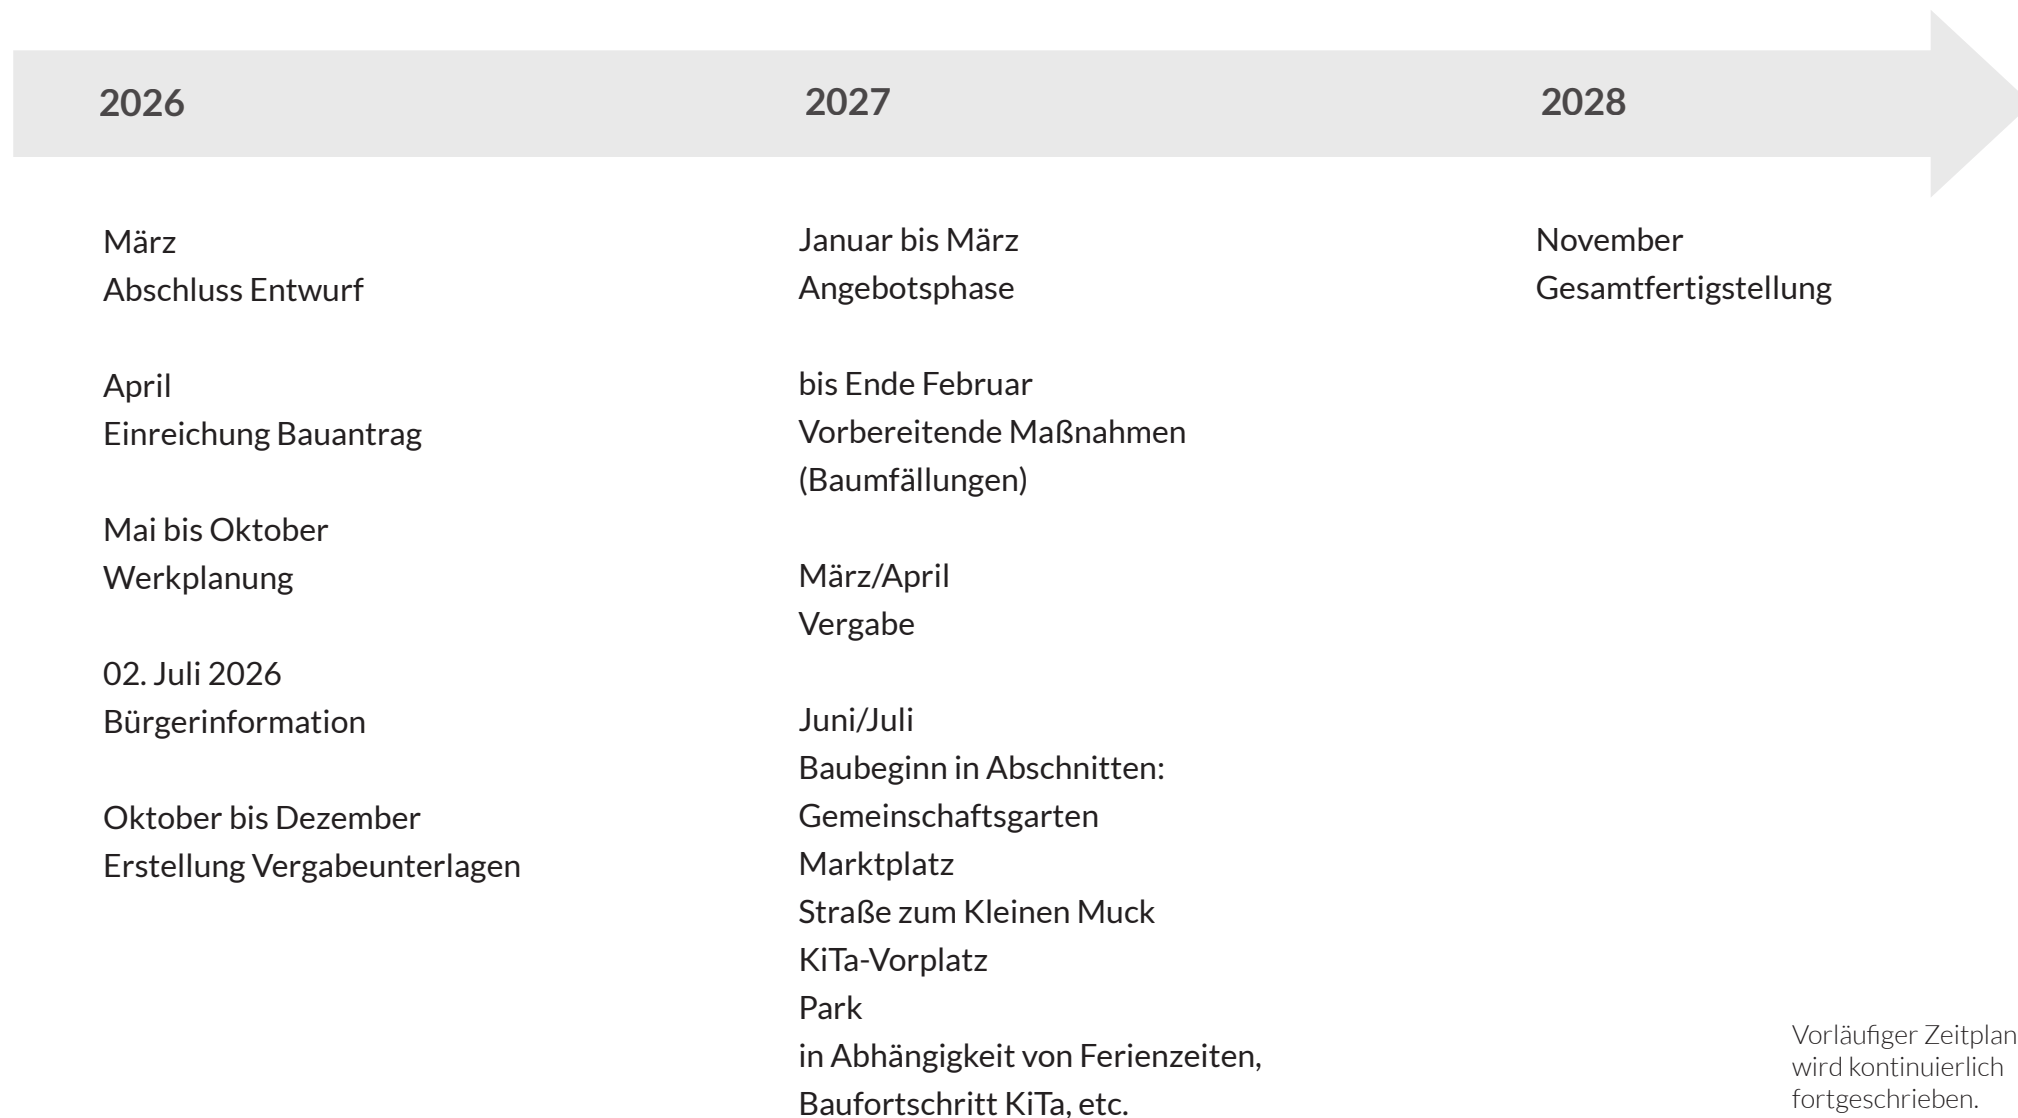 2026
März
Abschluss Entwurf
April
Einreichung Bauantrag
Mai bis Oktober
Werkplanung
02. Juli 2026
Bürgerinformation
Oktober bis Dezember
Erstellung Vergabeunterlagen
2027
Januar bis März
Angebotsphase
bis Ende Februar
Vorbereitende Maßnahmen
(Baumfällungen)
März/April
Vergabe
Juni/Juli
Baubeginn in Abschnitten:
Gemeinschaftsgarten
Marktplatz
Straße zum Kleinen Muck
KiTa-Vorplatz
Park
in Abhängigkeit von Ferienzeiten,
Baufortschritt KiTa, etc.
2028
November
Gesamtfertigstellung
Vorläufiger Zeitplan
wird kontinuierlich
fortgeschrieben.